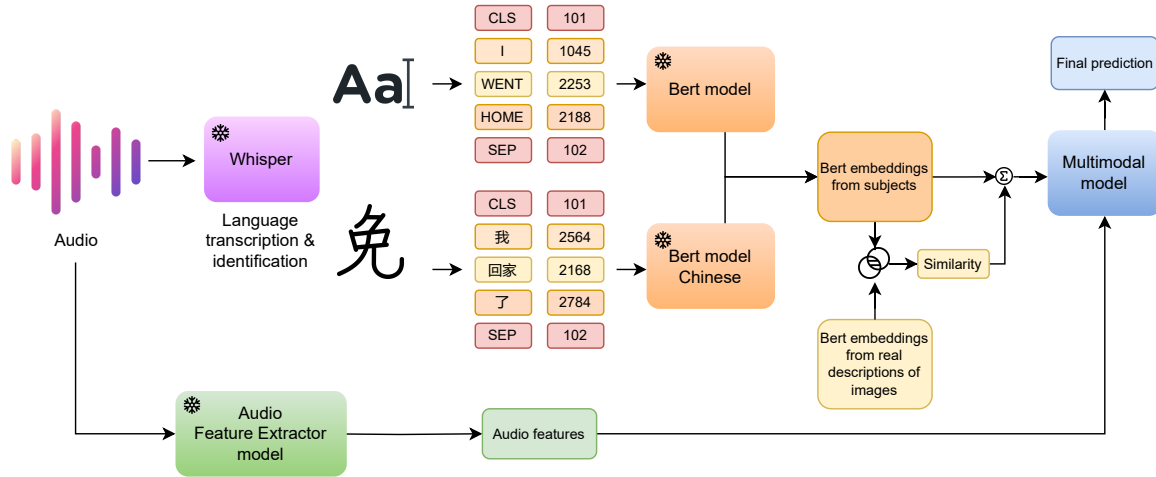 CLS 101
I 1045
WENT 2253
HOME 2188
SEP 102
Aa
Whisper
Language
transcription &
identification
Audio
免
CLS 101
我 2564
回家 2168
了 2784
SEP 102
Bert model
Bert model
Chinese
Bert embeddings
from subjects
Σ
Similarity
Bert embeddings
from real
descriptions of
images
Final prediction
Multimodal
model
Audio
Feature Extractor
model
Audio features